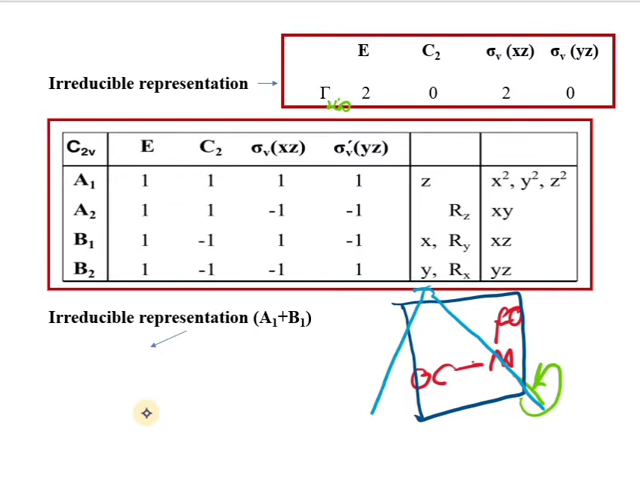 E C₂ σᵥ (xz) σᵥ (yz)
Irreducible representation →
Γ vib 2 0 2 0
C₂ᵥ E C₂ σᵥ(xz) σ′ᵥ(yz)
A₁ 1 1 1 1 z x², y², z²
A₂ 1 1 -1 -1 R_z xy
B₁ 1 -1 1 -1 x, R_y xz
B₂ 1 -1 -1 1 y, Rₓ yz
Irreducible representation (A₁+B₁)
OC—M